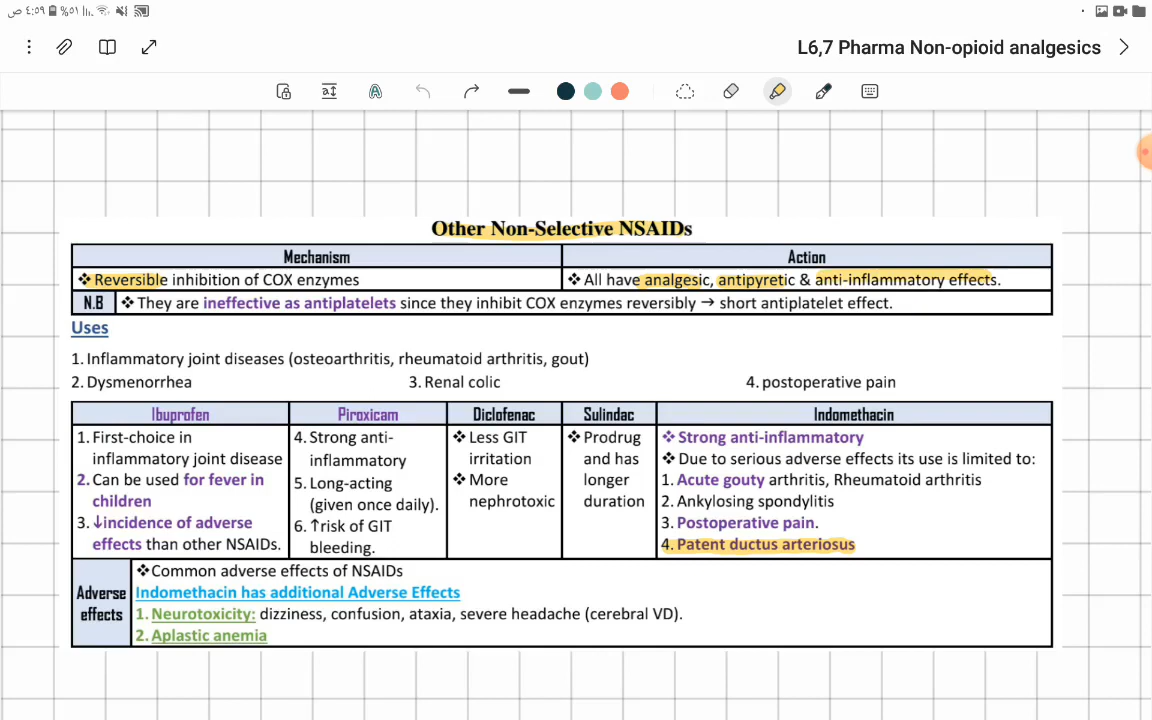 ص ٤:٥٩ %٥١
L6,7 Pharma Non-opioid analgesics
Other Non-Selective NSAIDs
Mechanism Action
❖ Reversible inhibition of COX enzymes ❖ All have analgesic, antipyretic & anti-inflammatory effects.
N.B ❖ They are ineffective as antiplatelets since they inhibit COX enzymes reversibly → short antiplatelet effect.
Uses
1. Inflammatory joint diseases (osteoarthritis, rheumatoid arthritis, gout)
2. Dysmenorrhea 3. Renal colic 4. postoperative pain
Ibuprofen Piroxicam Diclofenac Sulindac Indomethacin
1. First-choice in
inflammatory joint disease
2. Can be used for fever in
children
3. ↓incidence of adverse
effects than other NSAIDs.
4. Strong anti-
inflammatory
5. Long-acting
(given once daily).
6. ↑risk of GIT
bleeding.
❖ Less GIT
irritation
❖ More
nephrotoxic
❖ Prodrug
and has
longer
duration
❖ Strong anti-inflammatory
❖ Due to serious adverse effects its use is limited to:
1. Acute gouty arthritis, Rheumatoid arthritis
2. Ankylosing spondylitis
3. Postoperative pain.
4. Patent ductus arteriosus
Adverse
effects
❖Common adverse effects of NSAIDs
Indomethacin has additional Adverse Effects
1. Neurotoxicity: dizziness, confusion, ataxia, severe headache (cerebral VD).
2. Aplastic anemia